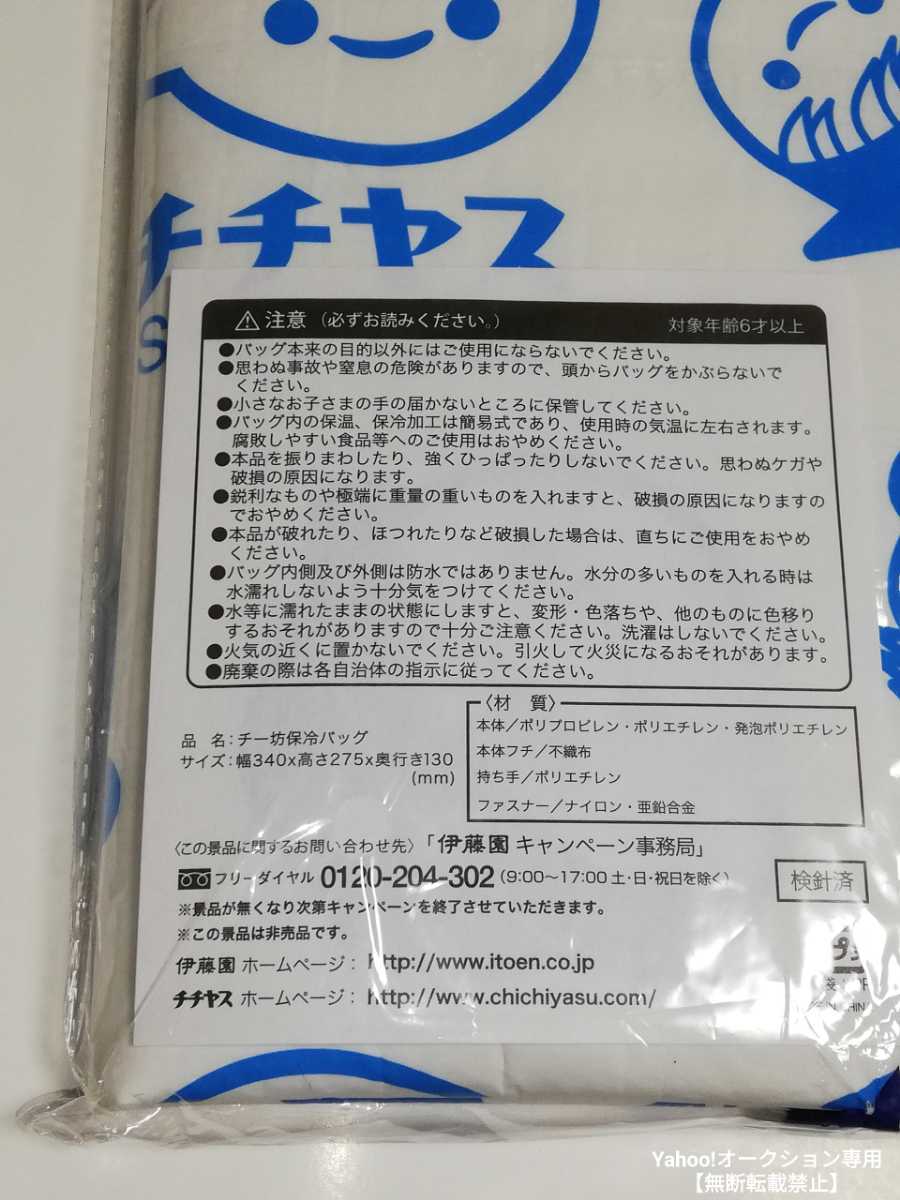 チチヤス
S
⚠ 注意 (必ずお読みください。) 対象年齢6才以上
●バッグ本来の目的以外にはご使用にならないでください。
●思わぬ事故や窒息の危険がありますので、頭からバッグをかぶらないで
ください。
●小さなお子さまの手の届かないところに保管してください。
●バッグ内の保温、保冷加工は簡易式であり、使用時の気温に左右されます。
腐敗しやすい食品等へのご使用はおやめください。
●本品を振りまわしたり、強くひっぱったりしないでください。思わぬケガや
破損の原因になります。
●鋭利なものや極端に重量の重いものを入れますと、破損の原因になりますの
でおやめください。
●本品が破れたり、ほつれたりなど破損した場合は、直ちにご使用をおやめ
ください。
●バッグ内側及び外側は防水ではありません。水分の多いものを入れる時は
水濡れしないよう十分気をつけてください。
●水等に濡れたままの状態にしますと、変形・色落ちや、他のものに色移り
するおそれがありますので十分ご注意ください。洗濯はしないでください。
●火気の近くに置かないでください。引火して火災になるおそれがあります。
●廃棄の際は各自治体の指示に従ってください。
品 名：チー坊保冷バッグ
サイズ：幅340x高さ275x奥行き130
(mm)
〈材 質〉
本体／ポリプロピレン・ポリエチレン・発泡ポリエチレン
本体フチ／不織布
持ち手／ポリエチレン
ファスナー／ナイロン・亜鉛合金
〈この景品に関するお問い合わせ先〉「伊藤園 キャンペーン事務局」
フリーダイヤル 0120-204-302 (9:00〜17:00 土・日・祝日を除く)
検針済
※景品が無くなり次第キャンペーンを終了させていただきます。
※この景品は非売品です。
伊藤園 ホームページ： http://www.itoen.co.jp
チチヤス ホームページ： http://www.chichiyasu.com/
プラ
Yahoo!オークション専用
【無断転載禁止】